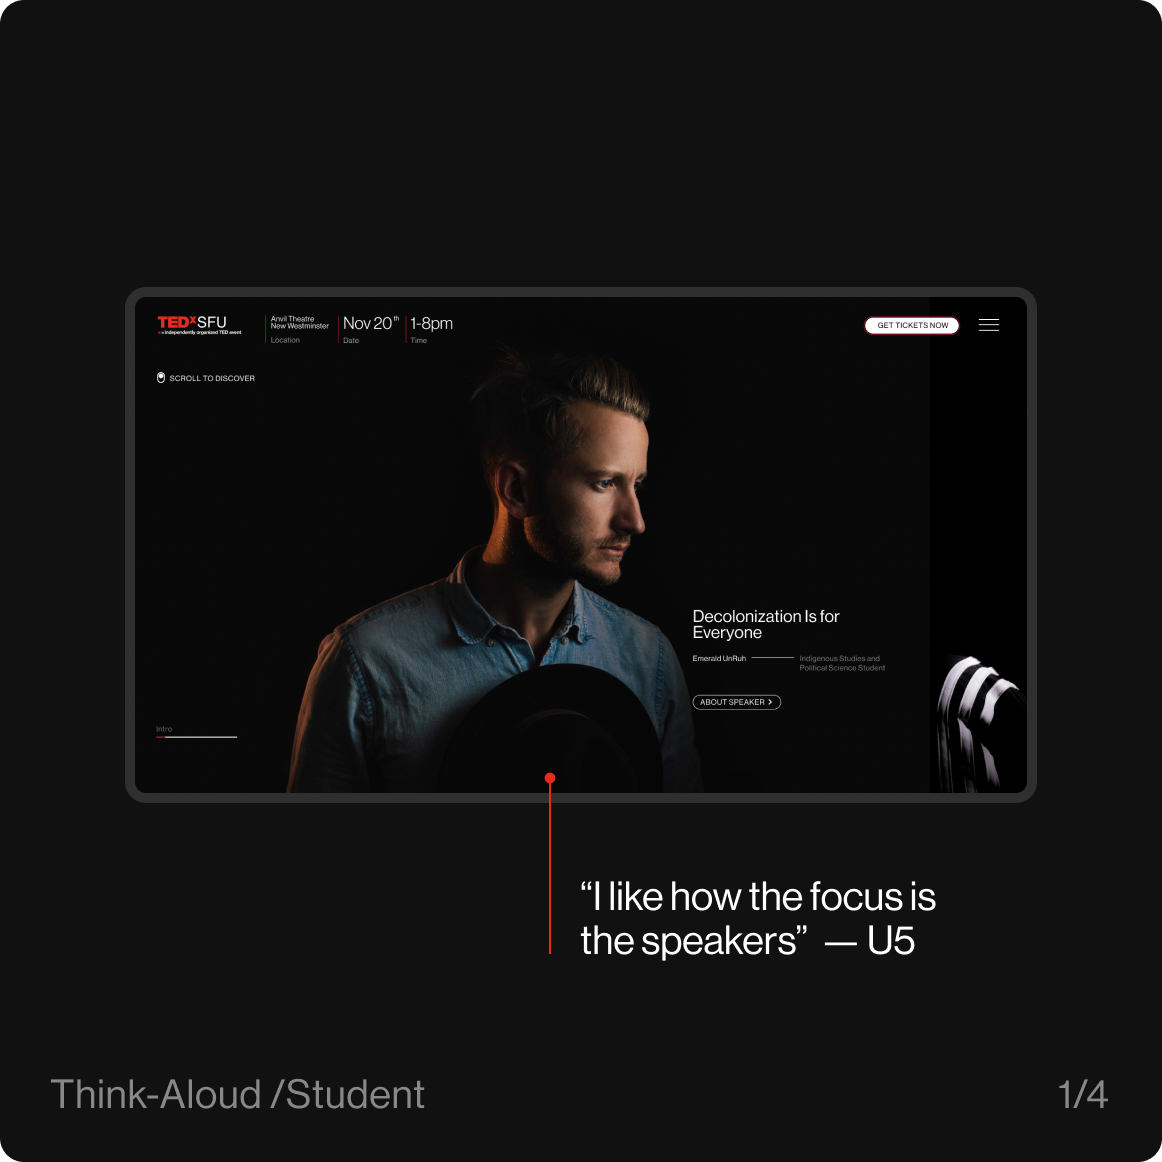 TEDxSFU
x = independently organized TED event
Anvil Theatre
New Westminster
Location
Nov 20th
Date
1-8pm
Time
GET TICKETS NOW
SCROLL TO DISCOVER
Decolonization Is for
Everyone
Emerald UnRuh
Indigenous Studies and
Political Science Student
ABOUT SPEAKER
Intro
“I like how the focus is
the speakers” — U5
Think-Aloud /Student
1/4